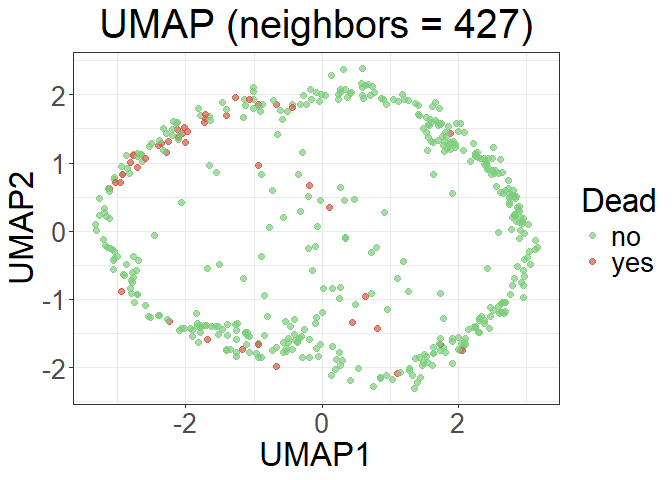 UMAP (neighbors = 427)
UMAP2
2
1
0
-1
-2
-2
0
2
UMAP1
Dead
no
yes